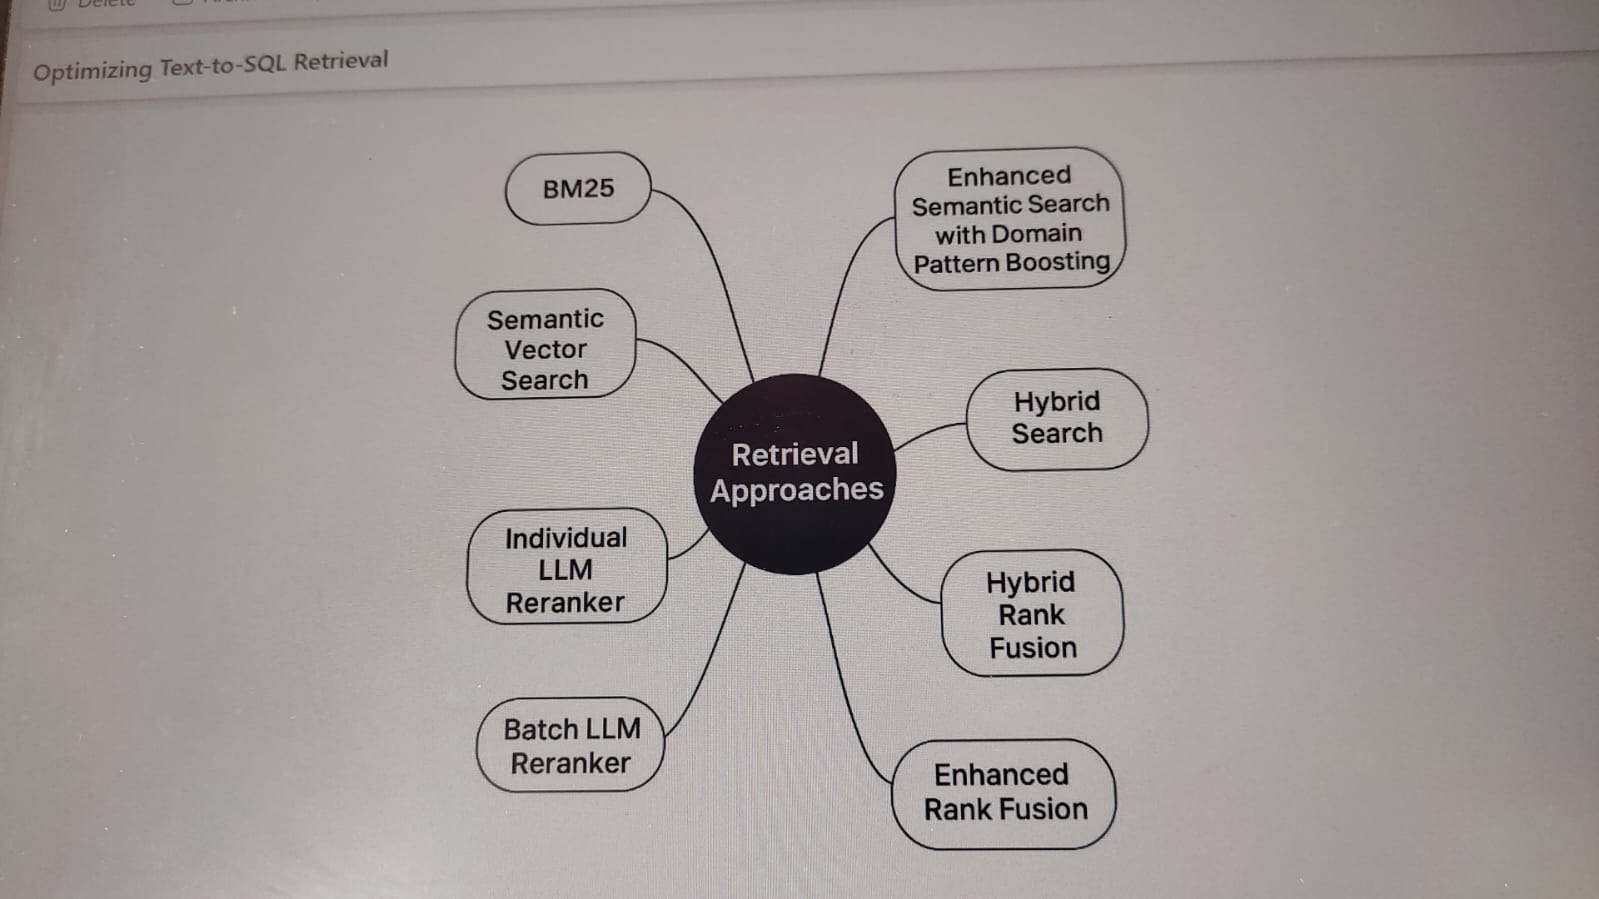 Delete
Optimizing Text-to-SQL Retrieval
BM25
Semantic
Vector
Search
Individual
LLM
Reranker
Batch LLM
Reranker
Retrieval
Approaches
Enhanced
Semantic Search
with Domain
Pattern Boosting
Hybrid
Search
Hybrid
Rank
Fusion
Enhanced
Rank Fusion